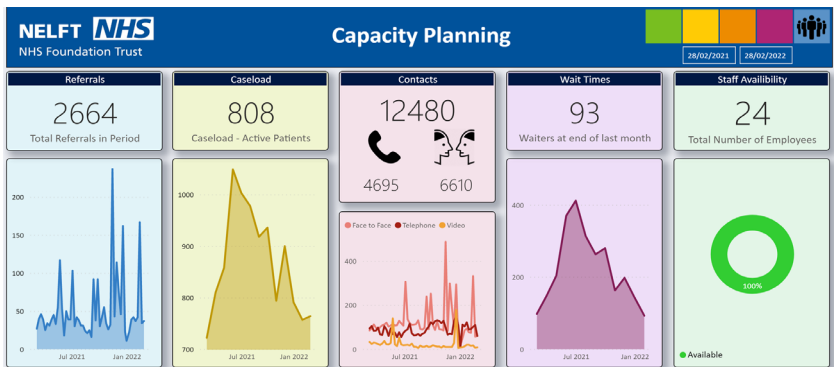 NELFT NHS
NHS Foundation Trust
Capacity Planning
28/02/2021 28/02/2022
Referrals
2664
Total Referrals in Period
200
150
100
50
0
Jul 2021 Jan 2022
Caseload
808
Caseload - Active Patients
1000
900
800
700
Jul 2021 Jan 2022
Contacts
12480
4695 6610
Face to Face Telephone Video
400
200
0
Jul 2021 Jan 2022
Wait Times
93
Waiters at end of last month
400
200
0
Jul 2021 Jan 2022
Staff Availibility
24
Total Number of Employees
100%
Available